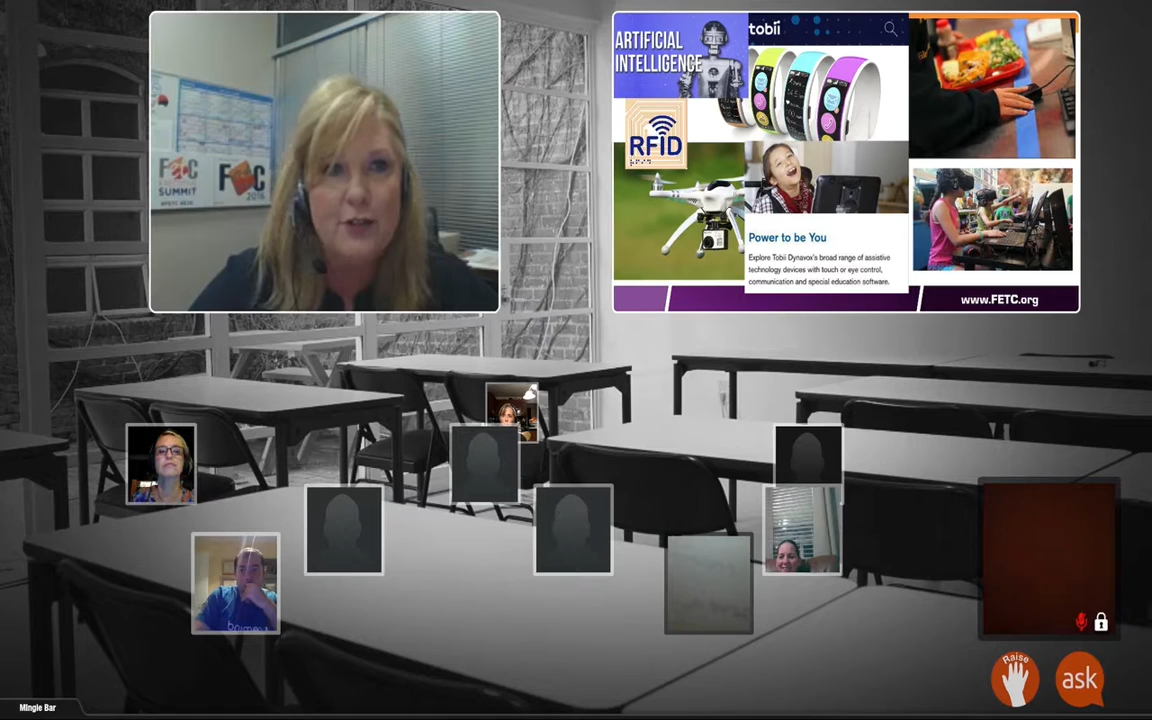 FETC
SUMMIT
FETC
2016
ARTIFICIAL
INTELLIGENCE
RFID
tobii
Power to be You
Explore Tobii Dynavox's broad range of assistive
technology devices with touch or eye control,
communication and special education software.
www.FETC.org
Raise
ask
Mingle Bar